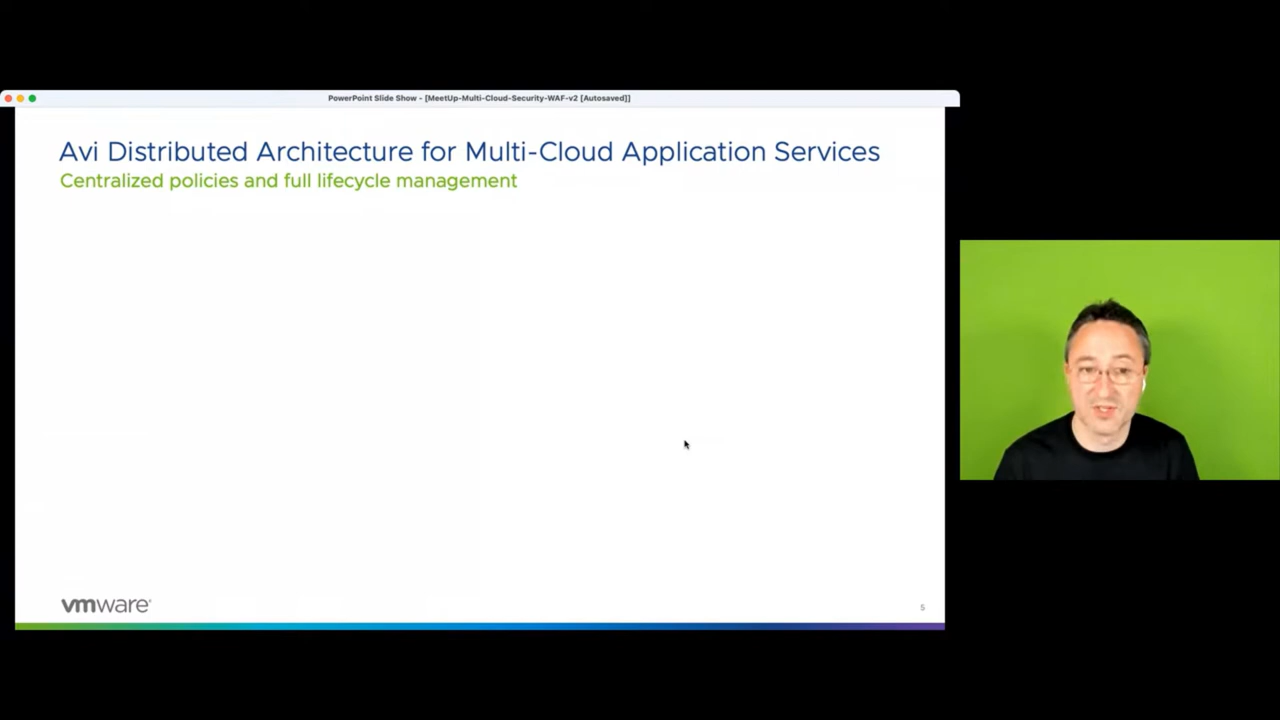 PowerPoint Slide Show - [MeetUp-Multi-Cloud-Security-WAF-v2 [Autosaved]]
Avi Distributed Architecture for Multi-Cloud Application Services
Centralized policies and full lifecycle management
vmware®
5